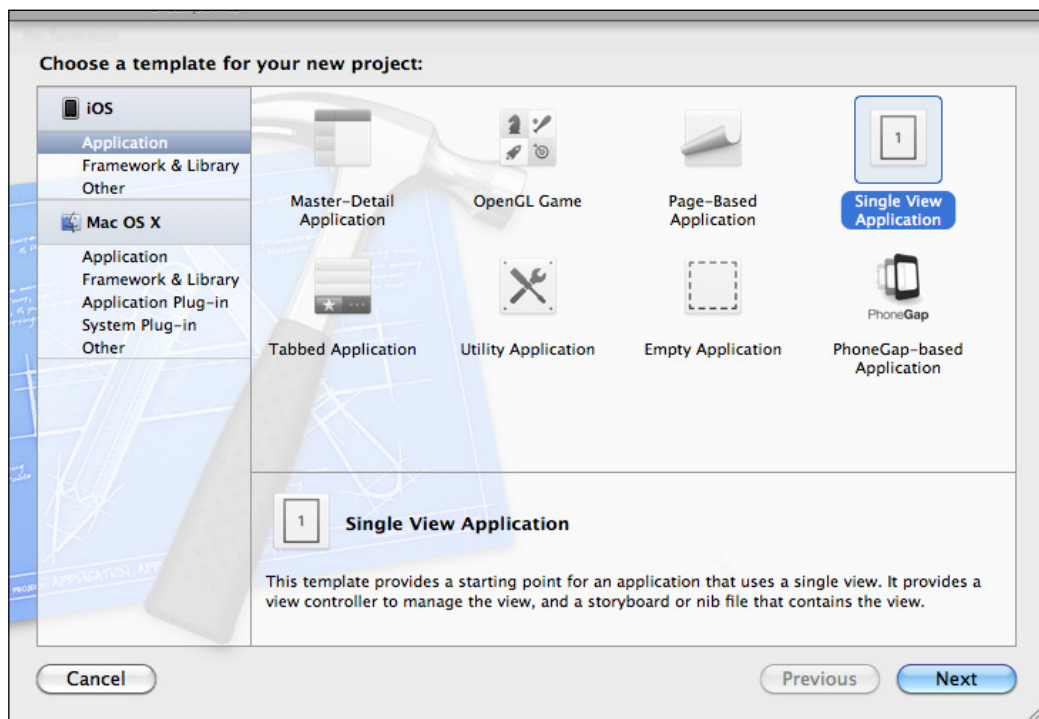 Choose a template for your new project:
iOS
Application
Framework & Library
Other
Mac OS X
Application
Framework & Library
Application Plug-in
System Plug-in
Other
Master-Detail
Application
OpenGL Game
Page-Based
Application
1
Single View
Application
Tabbed Application
Utility Application
Empty Application
PhoneGap
PhoneGap-based
Application
1
Single View Application
This template provides a starting point for an application that uses a single view. It provides a
view controller to manage the view, and a storyboard or nib file that contains the view.
Cancel
Previous
Next